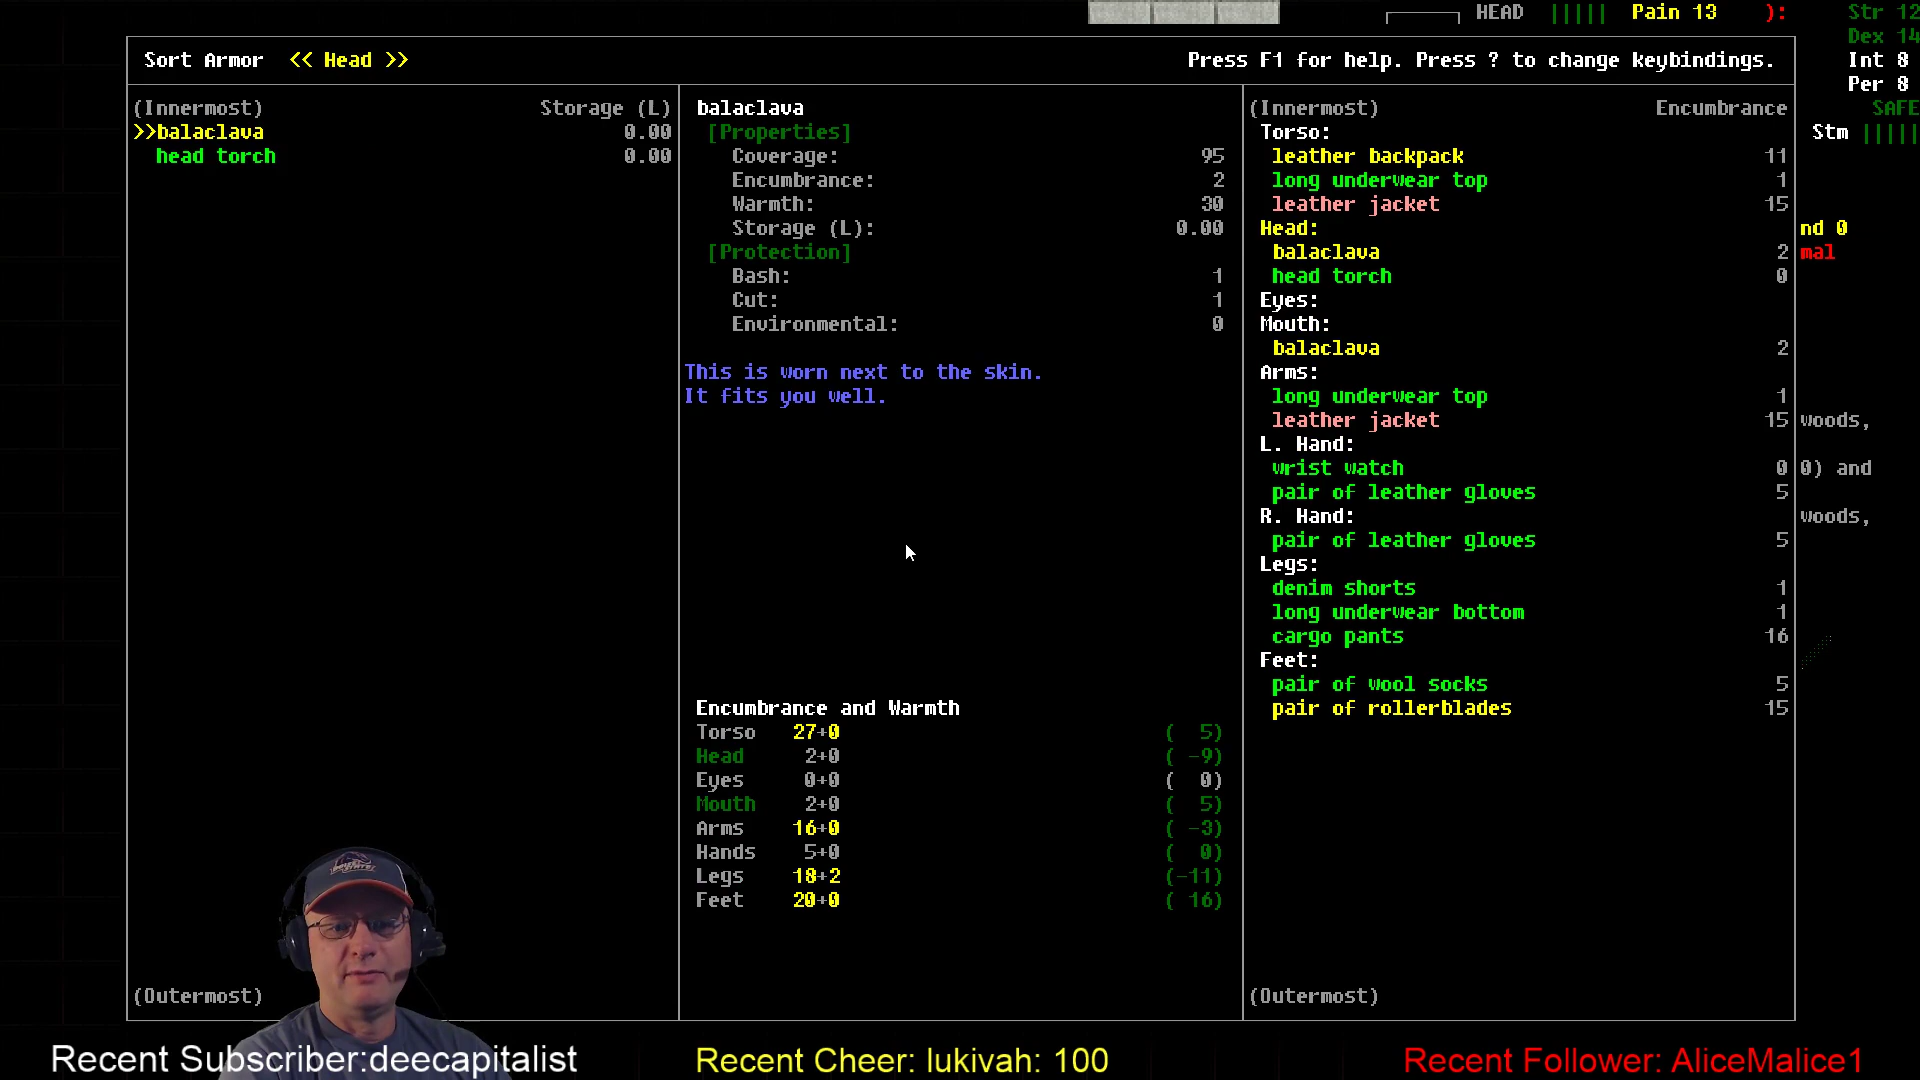 HEAD ||||| Pain 13 ): Str 12
Dex 14
Sort Armor << Head >> Press F1 for help. Press ? to change keybindings. Int 8
Per 8
(Innermost) Storage (L) balaclava (Innermost) Encumbrance SAFE
>>balaclava 0.00 [Properties] Torso: Stm |||||
head torch 0.00 Coverage: 95 leather backpack 11
Encumbrance: 2 long underwear top 1
Warmth: 30 leather jacket 15
Storage (L): 0.00 Head: nd 0
[Protection] balaclava 2 mal
Bash: 1 head torch 0
Cut: 1 Eyes:
Environmental: 0 Mouth:
balaclava 2
This is worn next to the skin. Arms:
It fits you well. long underwear top 1
leather jacket 15 woods,
L. Hand:
wrist watch 0 0) and
pair of leather gloves 5
R. Hand: woods,
pair of leather gloves 5
Legs:
denim shorts 1
long underwear bottom 1
cargo pants 16
Feet:
pair of wool socks 5
Encumbrance and Warmth pair of rollerblades 15
Torso 27+0 ( 5)
Head 2+0 ( -9)
Eyes 0+0 ( 0)
Mouth 2+0 ( 5)
Arms 16+0 ( -3)
Hands 5+0 ( 0)
Legs 18+2 (-11)
Feet 20+0 ( 16)
(Outermost) (Outermost)
Recent Subscriber:deecapitalist Recent Cheer: lukivah: 100 Recent Follower: AliceMalice1